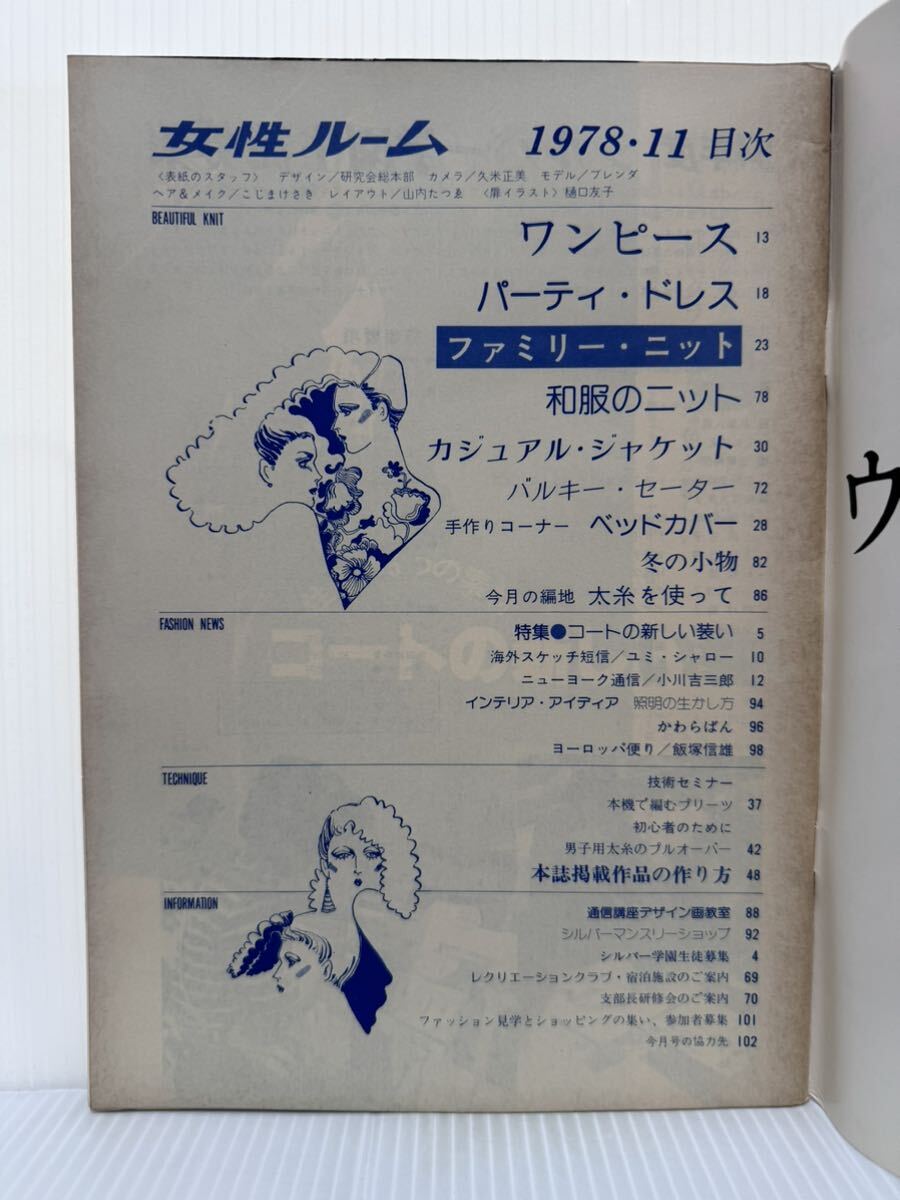 女性ルーム 1978・11 目次
〈表紙のスタッフ〉 デザイン／研究会総本部 カメラ／久米正美 モデル／ブレンダ
ヘア＆メイク／こじまけさき レイアウト／山内たつゑ 〈扉イラスト〉樋口友子
BEAUTIFUL KNIT
ワンピース 13
パーティ・ドレス 18
ファミリー・ニット 23
和服のニット 78
カジュアル・ジャケット 30
バルキー・セーター 72
手作りコーナー ベッドカバー 28
冬の小物 82
今月の編地 太糸を使って 86
FASHION NEWS
特集●コートの新しい装い 5
海外スケッチ短信／ユミ・シャロー 10
ニューヨーク通信／小川吉三郎 12
インテリア・アイディア 照明の生かし方 94
かわらばん 96
ヨーロッパ便り／飯塚信雄 98
TECHNIQUE
技術セミナー
本機で編むプリーツ 37
初心者のために
男子用太糸のプルオーバー 42
本誌掲載作品の作り方 48
INFORMATION
通信講座デザイン画教室 88
シルバーマンスリーショップ 92
シルバー学園生徒募集 4
レクリエーションクラブ・宿泊施設のご案内 69
支部長研修会のご案内 70
ファッション見学とショッピングの集い、参加者募集 101
今月号の協力先 102
ウ